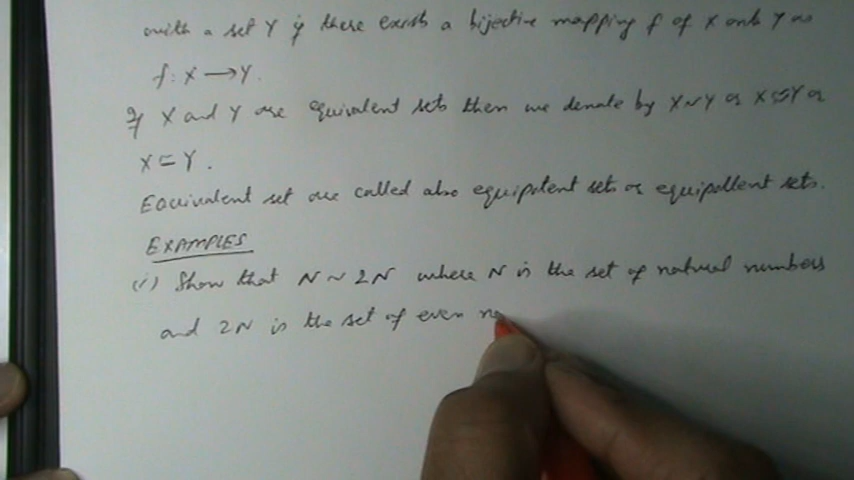 with a set Y if there exists a bijective mapping f of X onto Y as
f: X → Y.
If X and Y are equivalent sets then we denote by X ~ Y or X ≅ Y or
X = Y.
Equivalent set are called also equipotent sets or equipollent sets.
EXAMPLES
(i) Show that N ~ 2N where N is the set of natural numbers
and 2N is the set of even